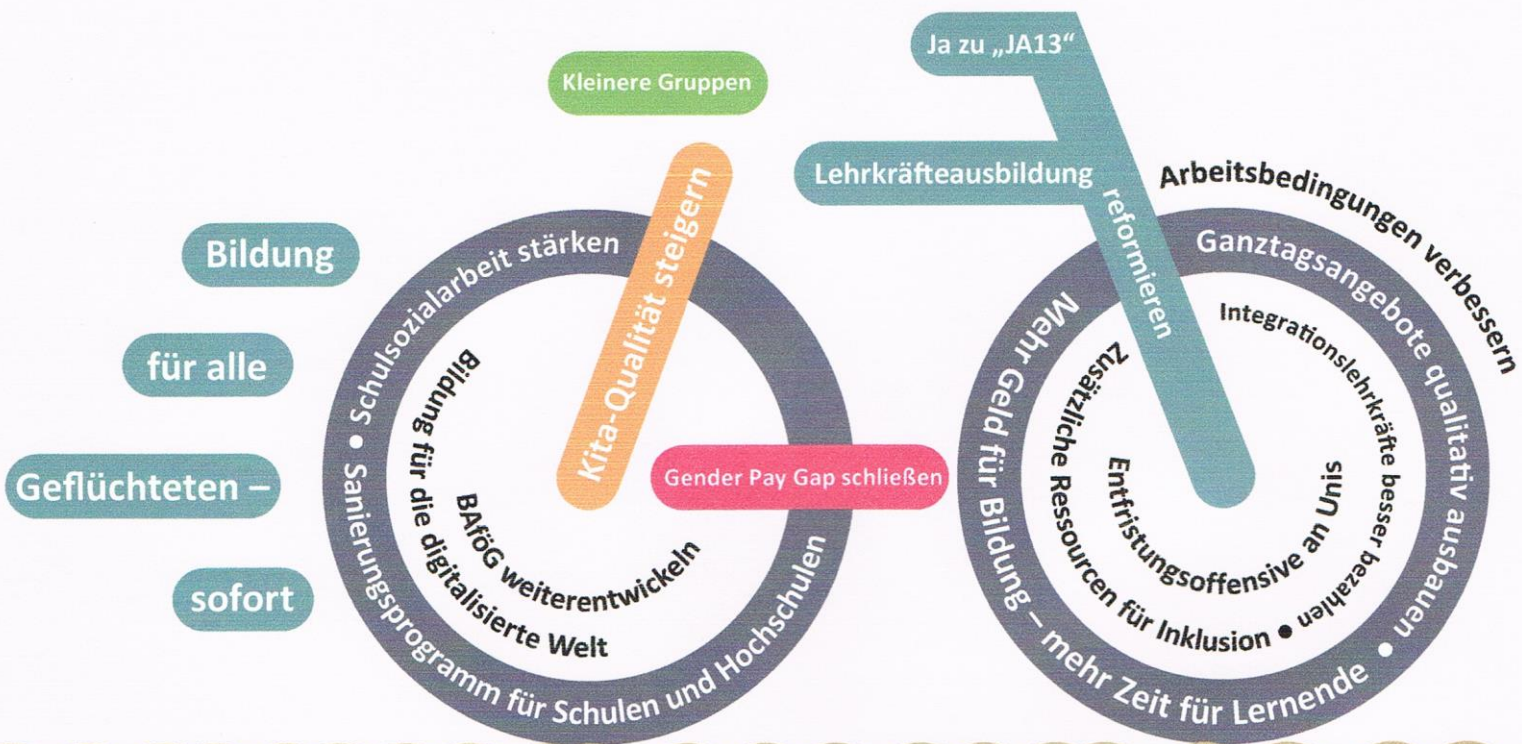 Ja zu „JA13“
Kleinere Gruppen
Lehrkräfteausbildung
reformieren
Arbeitsbedingungen verbessern
Bildung
für alle
Geflüchteten –
sofort
Kita-Qualität steigern
Gender Pay Gap schließen
• Schulsozialarbeit stärken
Sanierungsprogramm für Schulen und Hochschulen
Bildung für die digitalisierte Welt
BAföG weiterentwickeln
Ganztagsangebote qualitativ ausbauen •
Mehr Geld für Bildung – mehr Zeit für Lernende
Integrationslehrkräfte besser bezahlen •
Zusätzliche Ressourcen für Inklusion
Entfristungsoffensive an Unis